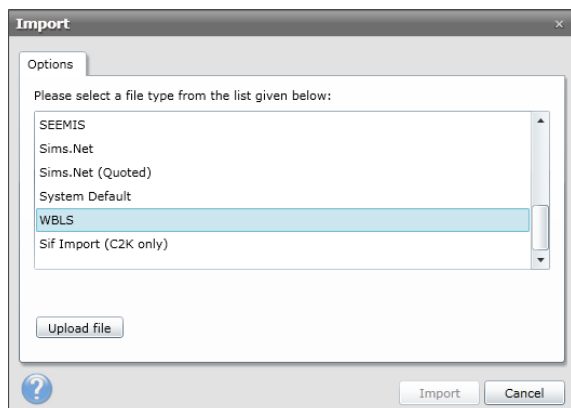 Import
Options
Please select a file type from the list given below:
SEEMIS
Sims.Net
Sims.Net (Quoted)
System Default
WBLS
Sif Import (C2K only)
Upload file
?
Import
Cancel